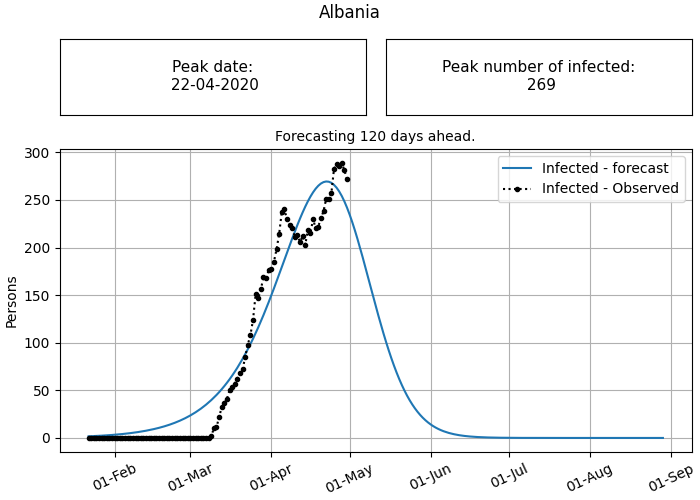 Albania
Peak date:
22-04-2020
Peak number of infected:
269
Forecasting 120 days ahead.
300
250
200
150
100
50
0
Persons
Infected - forecast
Infected - Observed
01-Feb
01-Mar
01-Apr
01-May
01-Jun
01-Jul
01-Aug
01-Sep